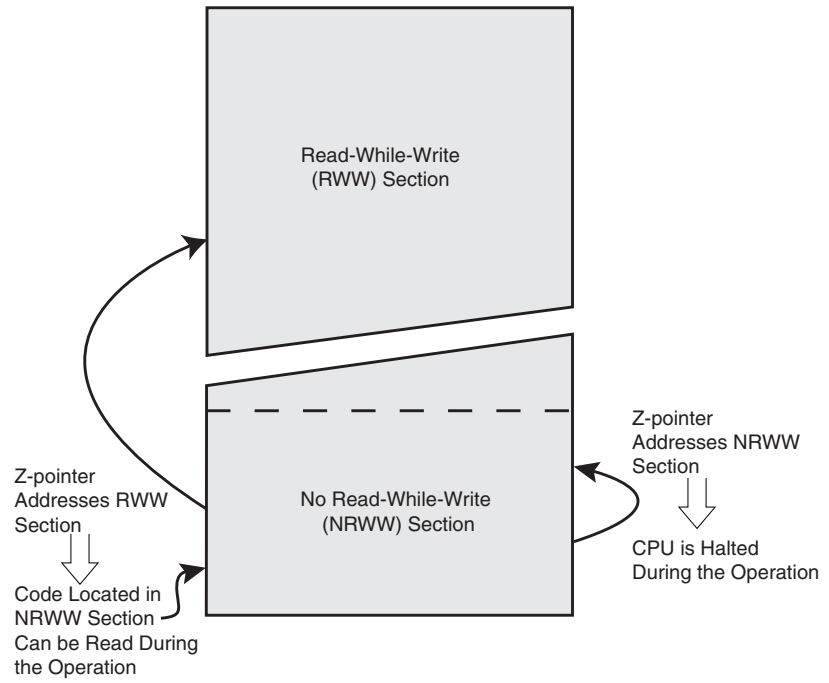 Read-While-Write
(RWW) Section
Z-pointer
Addresses NRWW
Section
Z-pointer
Addresses RWW
Section
No Read-While-Write
(NRWW) Section
CPU is Halted
During the Operation
Code Located in
NRWW Section
Can be Read During
the Operation